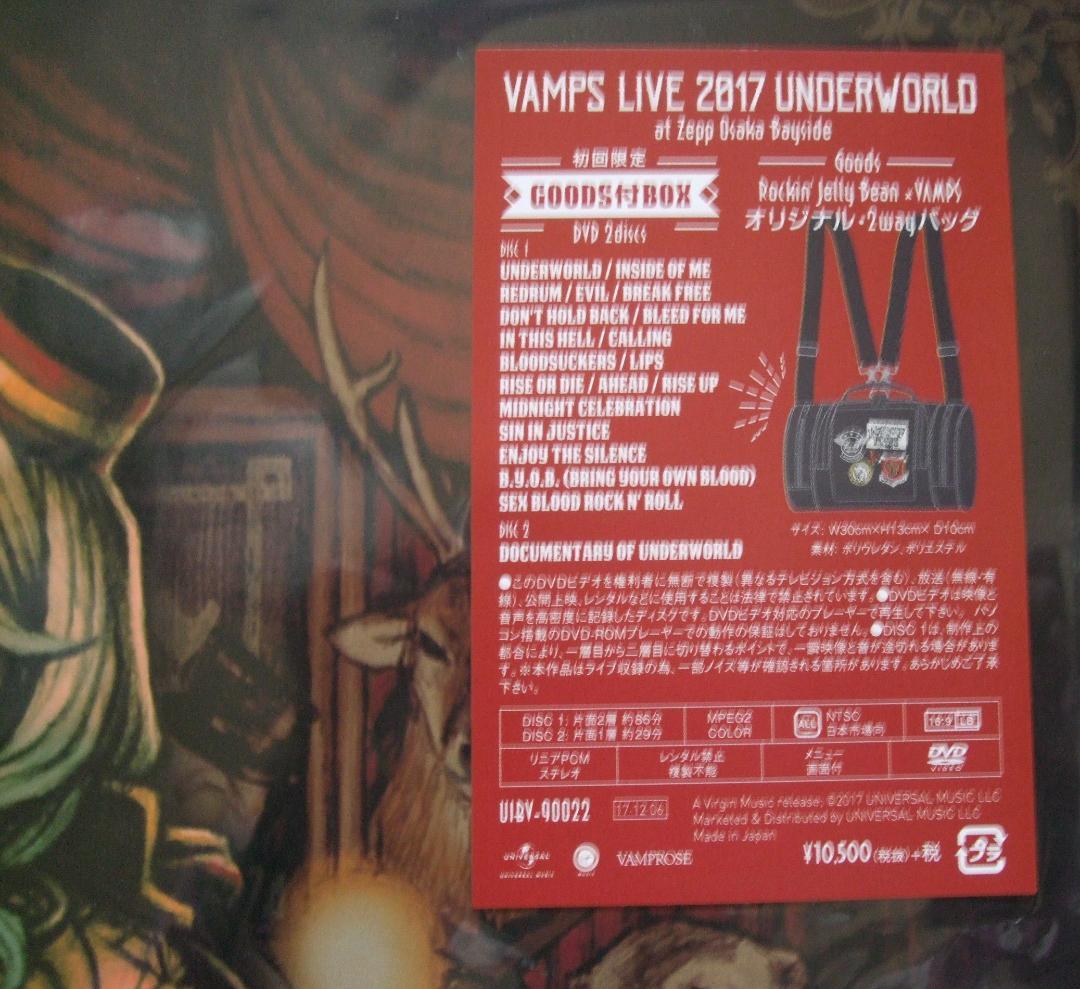 VAMPS LIVE 2017 UNDERWORLD
at Zepp Osaka Bayside
初回限定
GOODS付BOX
DVD 2discs
DISC 1
UNDERWORLD / INSIDE OF ME
REDRUM / EVIL / BREAK FREE
DON'T HOLD BACK / BLEED FOR ME
IN THIS HELL / CALLING
BLOODSUCKERS / LIPS
RISE OR DIE / AHEAD / RISE UP
MIDNIGHT CELEBRATION
SIN IN JUSTICE
ENJOY THE SILENCE
B.Y.O.B. (BRING YOUR OWN BLOOD)
SEX BLOOD ROCK N' ROLL
DISC 2
DOCUMENTARY OF UNDERWORLD
Goods
Rockin' Jelly Bean ×VAMPS
オリジナル・2wayバッグ
サイズ: W30cm×H13cm× D10cm
素材: ポリウレタン、ポリエステル
●このDVDビデオを権利者に無断で複製(異なるテレビジョン方式を含む)、放送(無線・有
線)、公開上映、レンタルなどに使用することは法律で禁止されています。●DVDビデオは映像と
音声を高密度に記録したディスクです。DVDビデオ対応のプレーヤーで再生して下さい。パソ
コン搭載のDVD-ROMプレーヤーでの動作の保証はしておりません。●DISC 1は、制作上の
都合により、一層目から二層目に切り替わるポイントで、一瞬映像と音が途切れる場合がありま
す。※本作品はライブ収録の為、一部ノイズ等が確認される箇所があります。あらかじめご了承
下さい。
DISC 1: 片面2層 約86分
DISC 2: 片面1層 約29分
MPEG2
COLOR
ALL
NTSC
日本市場向
16:9 LB
リニアPCM
ステレオ
レンタル禁止
複製不能
メニュー
画面付
DVD
VIDEO
UIBV-90022
17.12.06
A Virgin Music release; ©2017 UNIVERSAL MUSIC LLC
Marketed & Distributed by UNIVERSAL MUSIC LLC
Made in Japan
UNIVERSAL
UNIVERSAL MUSIC
MUSIC
VAMPROSE
¥10,500(税抜)+税
プラ